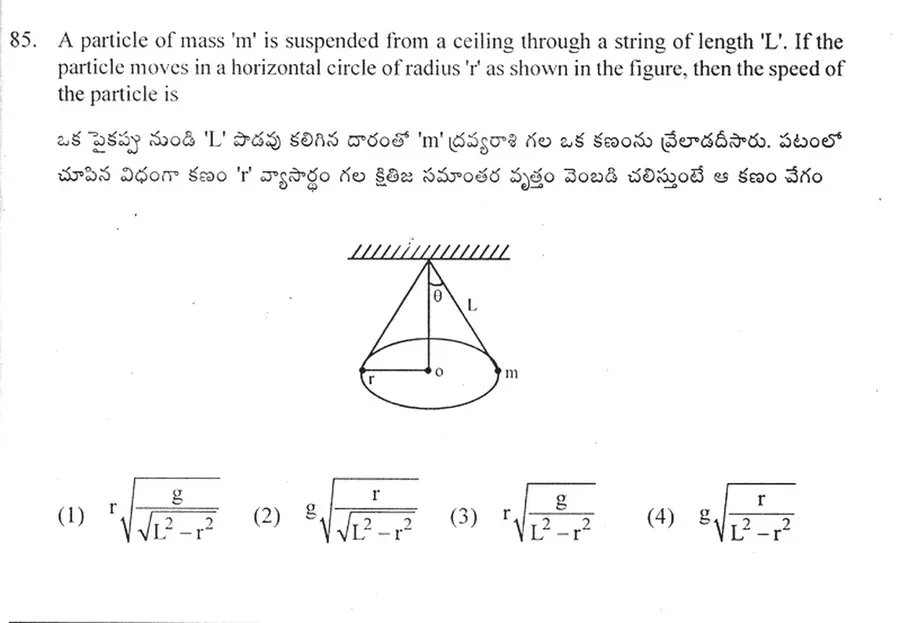 85. A particle of mass 'm' is suspended from a ceiling through a string of length 'L'. If the
particle moves in a horizontal circle of radius 'r' as shown in the figure, then the speed of
the particle is
ఒక పైకప్పు నుండి 'L' పొడవు కలిగిన దారంతో 'm' ద్రవ్యరాశి గల ఒక కణంను వ్రేలాడదీసారు. పటంలో
చూపిన విధంగా కణం 'r' వ్యాసార్థం గల క్షితిజ సమాంతర వృత్తం వెంబడి చలిస్తుంటే ఆ కణం వేగం
θ
L
r
o
m
(1) r√(g/√(L² – r²)) (2) g√(r/√(L² – r²)) (3) r√(g/(L² – r²)) (4) g√(r/(L² – r²))